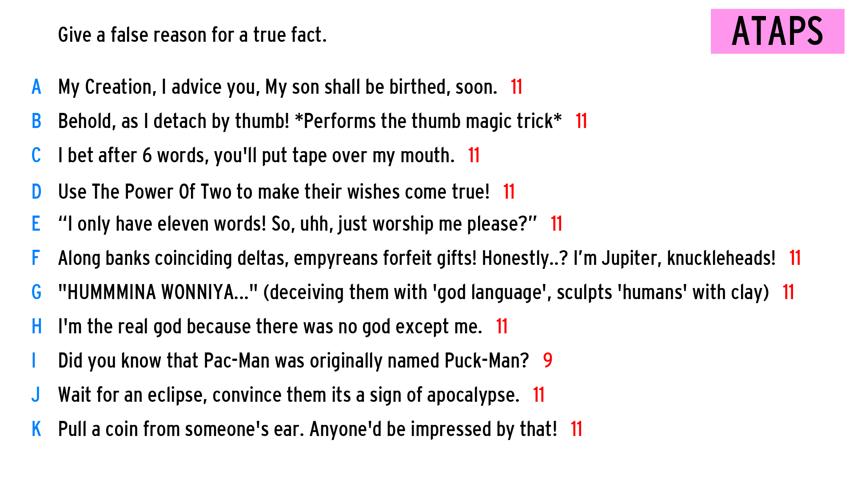 Give a false reason for a true fact.
ATAPS
A My Creation, I advice you, My son shall be birthed, soon. 11
B Behold, as I detach by thumb! *Performs the thumb magic trick* 11
C I bet after 6 words, you'll put tape over my mouth. 11
D Use The Power Of Two to make their wishes come true! 11
E “I only have eleven words! So, uhh, just worship me please?” 11
F Along banks coinciding deltas, empyreans forfeit gifts! Honestly..? I’m Jupiter, knuckleheads! 11
G "HUMMMINA WONNIYA..." (deceiving them with 'god language', sculpts 'humans' with clay) 11
H I'm the real god because there was no god except me. 11
I Did you know that Pac-Man was originally named Puck-Man? 9
J Wait for an eclipse, convince them its a sign of apocalypse. 11
K Pull a coin from someone's ear. Anyone'd be impressed by that! 11